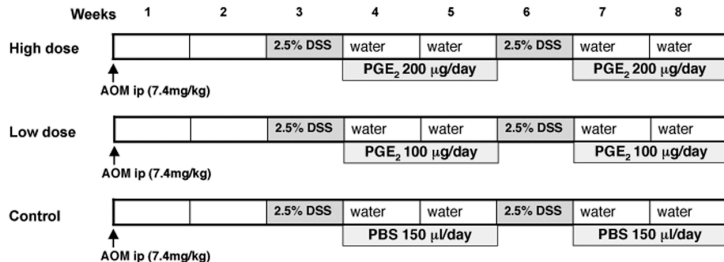 Weeks 1 2 3 4 5 6 7 8
High dose 2.5% DSS water water 2.5% DSS water water
PGE₂ 200 µg/day PGE₂ 200 µg/day
AOM ip (7.4mg/kg)
Low dose 2.5% DSS water water 2.5% DSS water water
PGE₂ 100 µg/day PGE₂ 100 µg/day
AOM ip (7.4mg/kg)
Control 2.5% DSS water water 2.5% DSS water water
PBS 150 µl/day PBS 150 µl/day
AOM ip (7.4mg/kg)